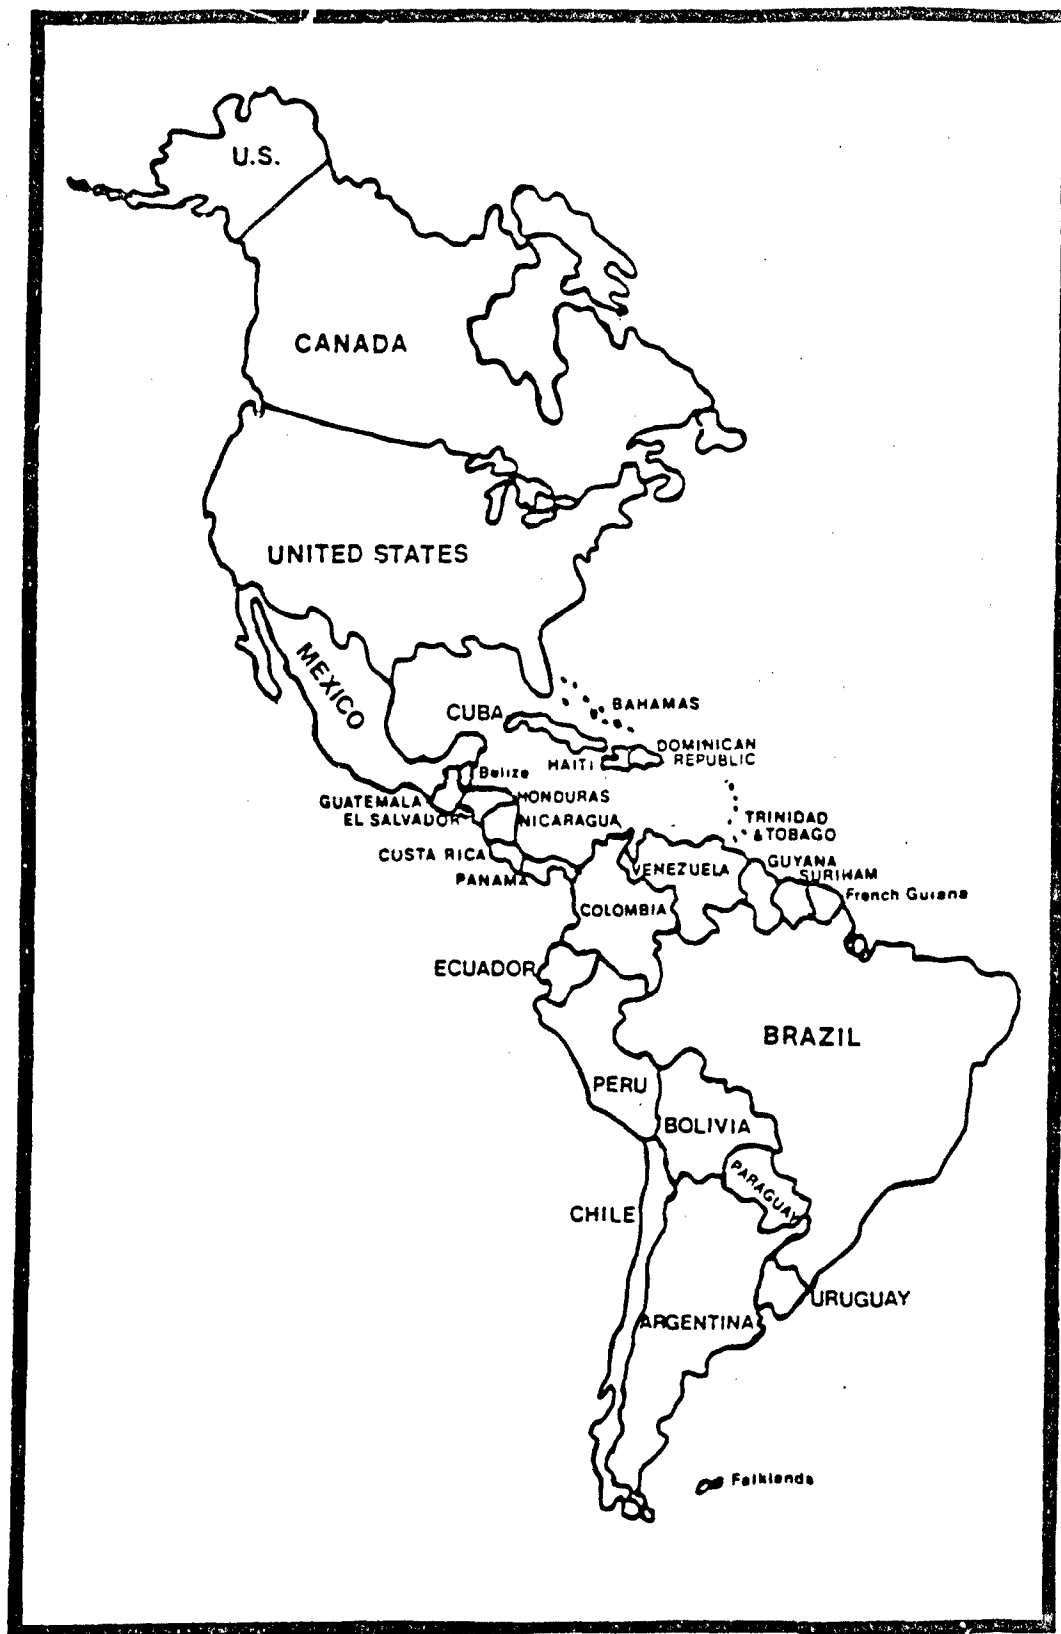 U.S.
CANADA
UNITED STATES
MEXICO
BAHAMAS
CUBA
DOMINICAN
REPUBLIC
HAITI
Belize
GUATEMALA
HONDURAS
EL SALVADOR
NICARAGUA
TRINIDAD
& TOBAGO
CUSTA RICA
PANAMA
VENEZUELA
GUYANA
SURIHAM
French Guiana
COLOMBIA
ECUADOR
BRAZIL
PERU
BOLIVIA
PARAGUAY
CHILE
URUGUAY
ARGENTINA
Falklands